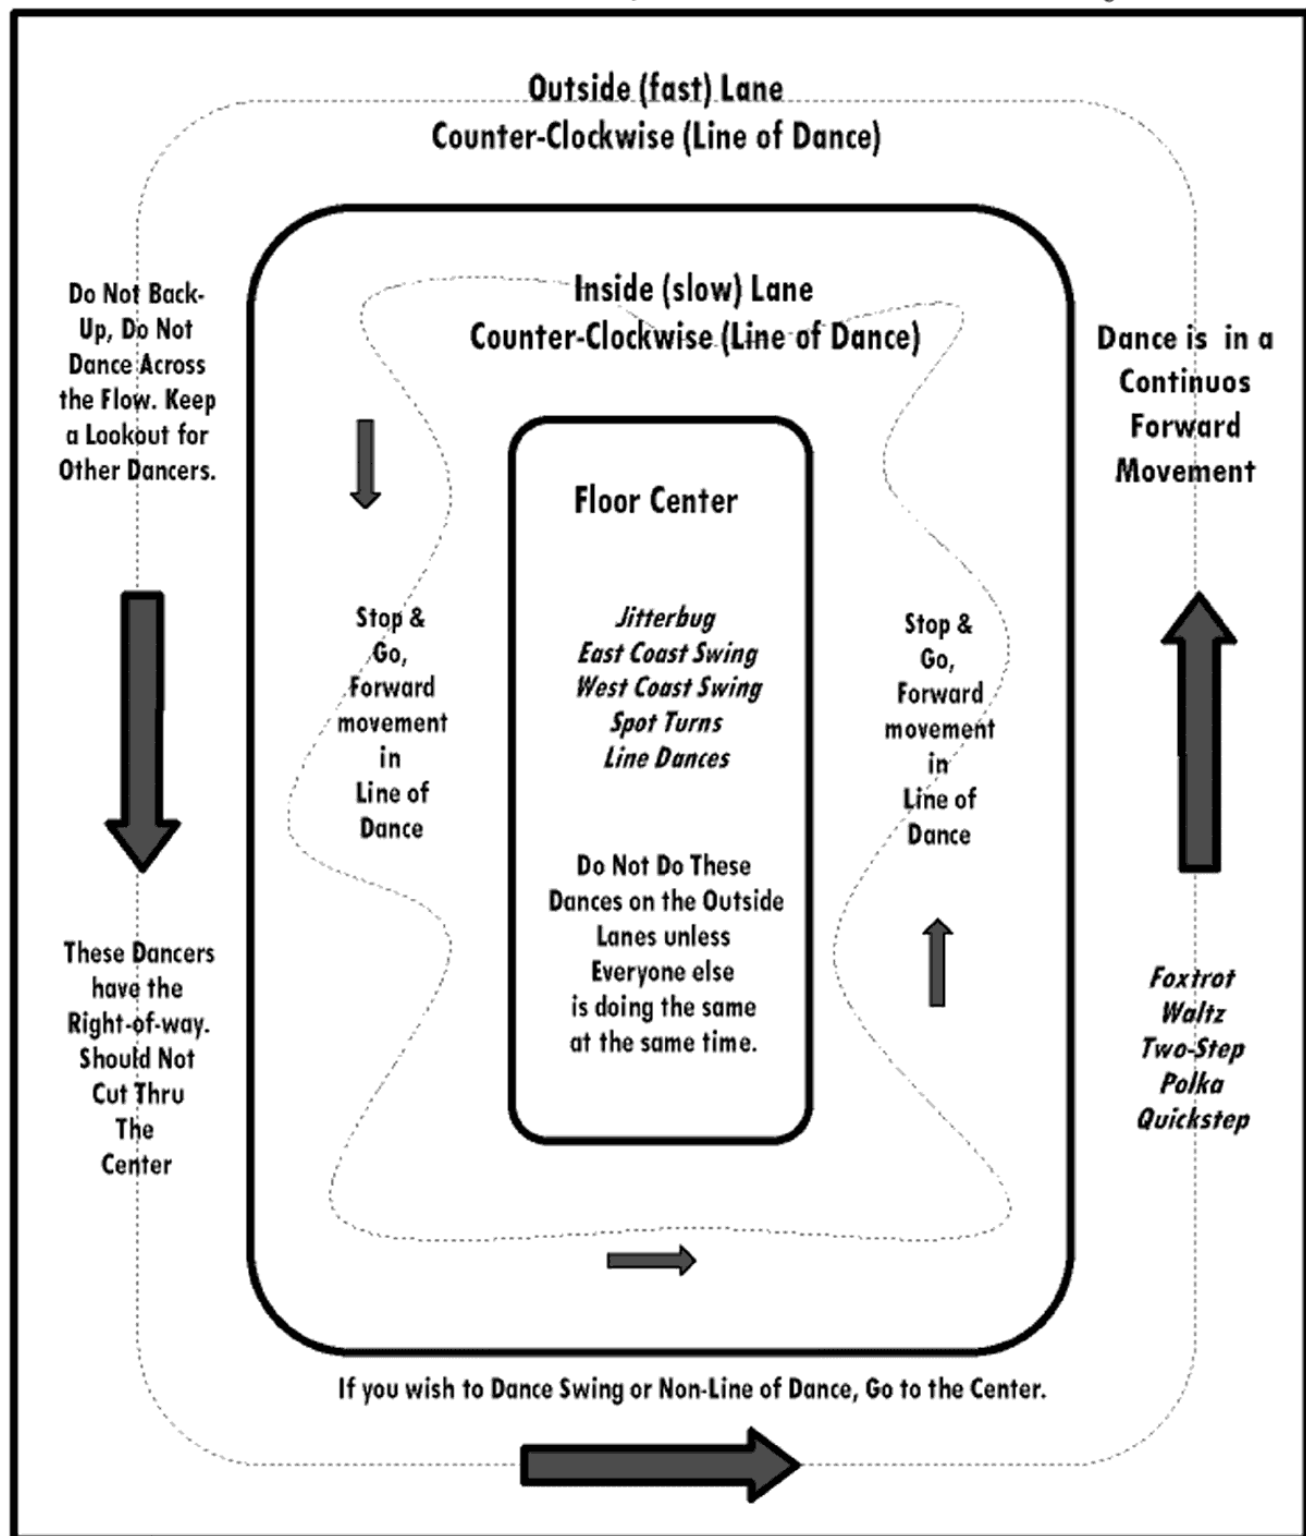 Outside (fast) Lane
Counter-Clockwise (Line of Dance)
Inside (slow) Lane
Counter-Clockwise (Line of Dance)
Do Not Back-
Up, Do Not
Dance Across
the Flow. Keep
a Lookout for
Other Dancers.
Dance is in a
Continuos
Forward
Movement
Floor Center
Stop &
Go,
Forward
movement
in
Line of
Dance
Jitterbug
East Coast Swing
West Coast Swing
Spot Turns
Line Dances
Stop &
Go,
Forward
movement
in
Line of
Dance
Do Not Do These
Dances on the Outside
Lanes unless
Everyone else
is doing the same
at the same time.
These Dancers
have the
Right-of-way.
Should Not
Cut Thru
The
Center
Foxtrot
Waltz
Two-Step
Polka
Quickstep
If you wish to Dance Swing or Non-Line of Dance, Go to the Center.